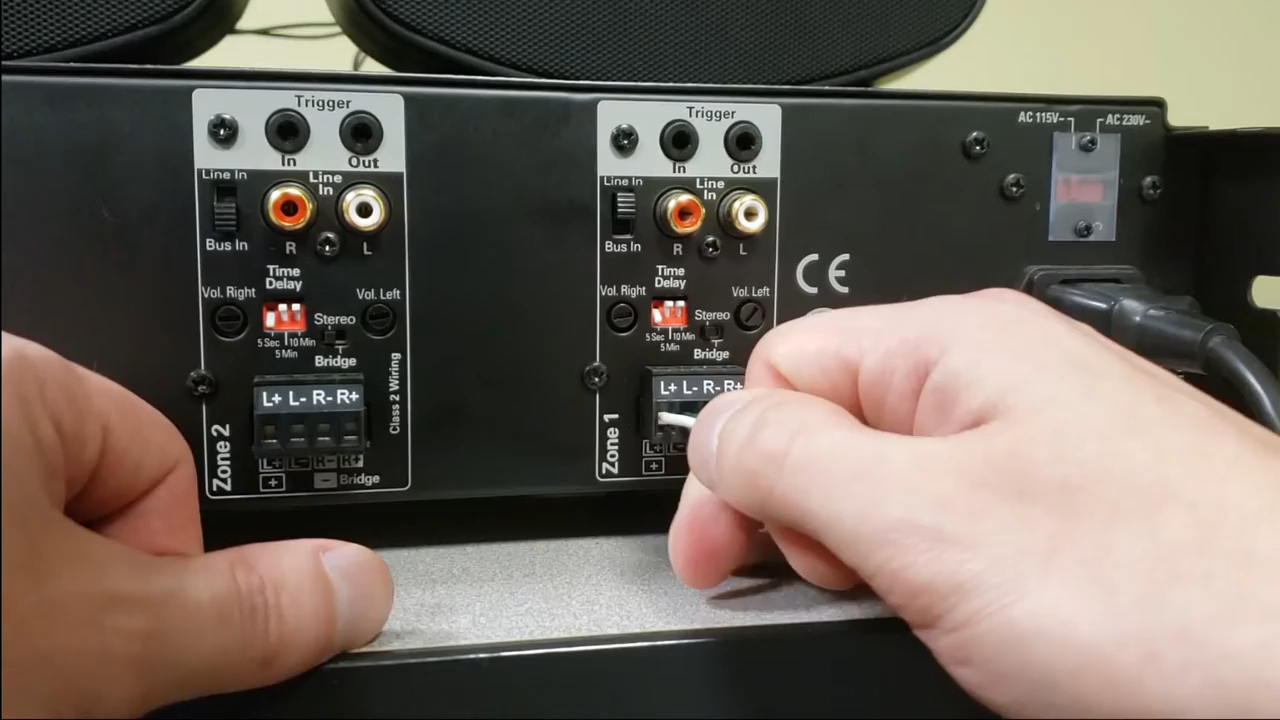 Trigger
In Out
Line In
Line In
Bus In
R L
Time Delay
Vol. Right
Vol. Left
5 Sec 10 Min
5 Min
Stereo
Bridge
L+ L- R- R+
Class 2 Wiring
Zone 2
L+ L- R- R+
+ - Bridge
Trigger
In Out
Line In
Line In
Bus In
R L
Time Delay
Vol. Right
Vol. Left
5 Sec 10 Min
5 Min
Stereo
Bridge
L+ L- R- R+
Zone 1
L+
+
AC 115V~
AC 230V~
CE